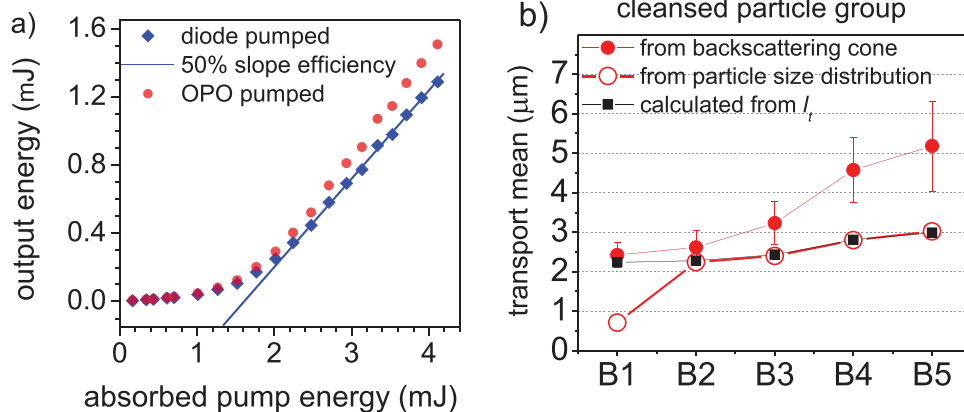 a)
diode pumped
50% slope efficiency
OPO pumped
output energy (mJ)
1.6
1.2
0.8
0.4
0.0
0 1 2 3 4
absorbed pump energy (mJ)
b)
cleansed particle group
from backscattering cone
from particle size distribution
calculated from lt
transport mean (μm)
7
6
5
4
3
2
1
0
B1 B2 B3 B4 B5